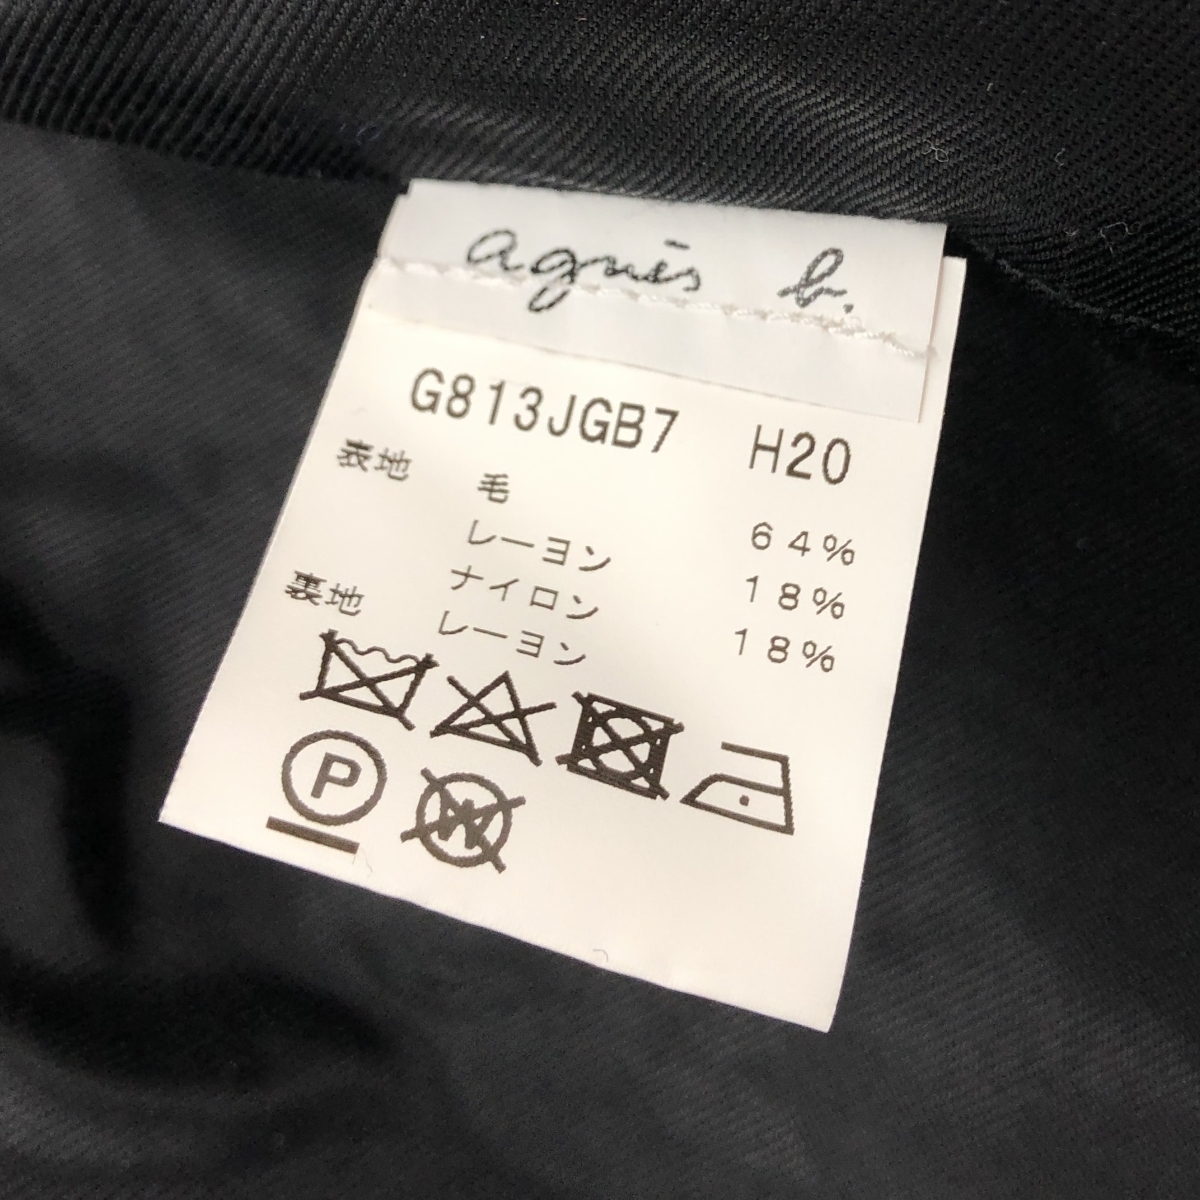 agnès b.
G813JGB7 H20
表地 毛 64%
レーヨン 18%
ナイロン 18%
裏地 レーヨン
P W